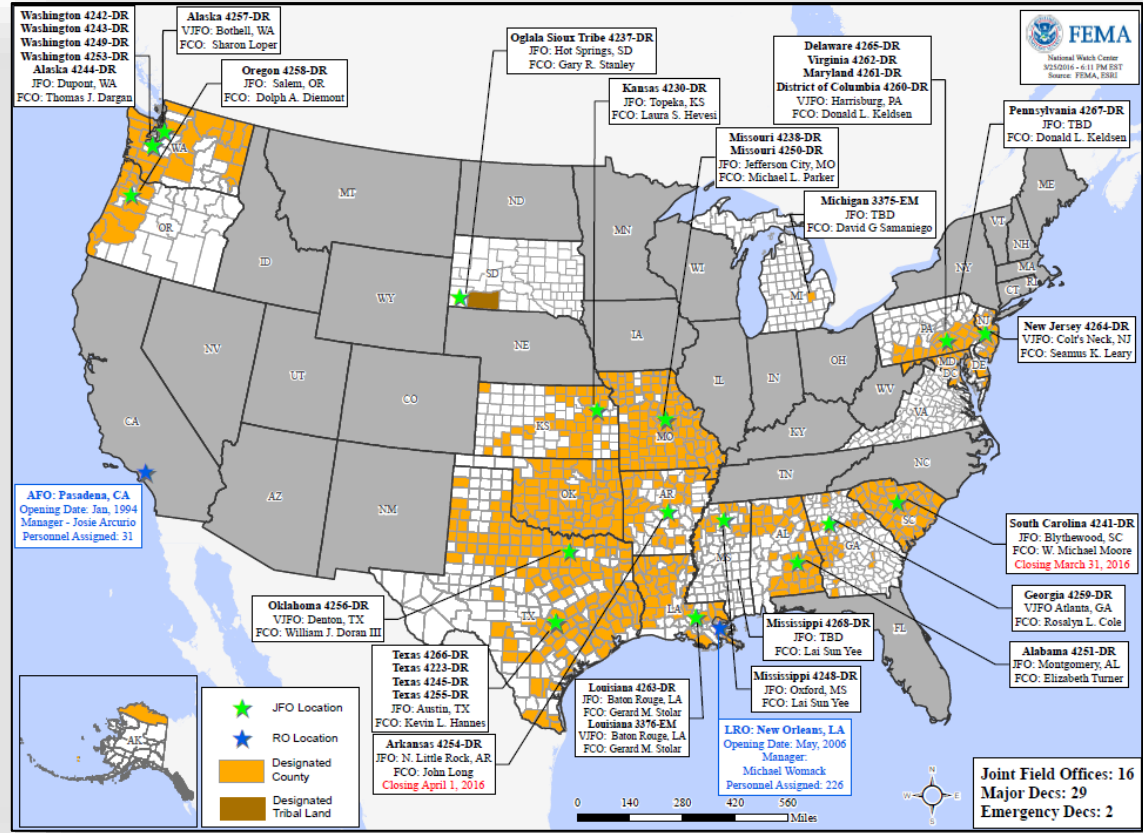 Washington 4242-DR
Washington 4243-DR
Washington 4249-DR
Washington 4253-DR
Alaska 4244-DR
JFO: Dupont, WA
FCO: Thomas J. Dargan
Alaska 4257-DR
VJFO: Bothell, WA
FCO: Sharon Loper
Oregon 4258-DR
JFO: Salem, OR
FCO: Dolph A. Diemont
Oglala Sioux Tribe 4237-DR
JFO: Hot Springs, SD
FCO: Gary R. Stanley
Kansas 4230-DR
JFO: Topeka, KS
FCO: Laura S. Hevesi
Delaware 4265-DR
Virginia 4262-DR
Maryland 4261-DR
District of Columbia 4260-DR
VJFO: Harrisburg, PA
FCO: Donald L. Keldsen
FEMA
National Watch Center
3/25/2016 - 6:11 PM EST
Source: FEMA, ESRI
Pennsylvania 4267-DR
JFO: TBD
FCO: Donald L. Keldsen
Missouri 4238-DR
Missouri 4250-DR
JFO: Jefferson City, MO
FCO: Michael L. Parker
Michigan 3375-EM
JFO: TBD
FCO: David G Samaniego
WA
OR
MT
ND
MN
ID
WY
SD
WI
MI
ME
VT
NH
NY
MA
CT
RI
NV
UT
CO
NE
IA
IL
IN
OH
PA
NJ
MD
DC
DE
WV
VA
CA
AZ
NM
KS
MO
KY
OK
AR
TN
NC
SC
TX
LA
MS
AL
GA
FL
AK
New Jersey 4264-DR
VJFO: Colt's Neck, NJ
FCO: Seamus K. Leary
AFO: Pasadena, CA
Opening Date: Jan, 1994
Manager - Josie Arcurio
Personnel Assigned: 31
South Carolina 4241-DR
JFO: Blythewood, SC
FCO: W. Michael Moore
Closing March 31, 2016
Georgia 4259-DR
VJFO Atlanta, GA
FCO: Rosalyn L. Cole
Alabama 4251-DR
JFO: Montgomery, AL
FCO: Elizabeth Turner
Oklahoma 4256-DR
VJFO: Denton, TX
FCO: William J. Doran III
Texas 4266-DR
Texas 4223-DR
Texas 4245-DR
Texas 4255-DR
JFO: Austin, TX
FCO: Kevin L. Hannes
Arkansas 4254-DR
JFO: N. Little Rock, AR
FCO: John Long
Closing April 1, 2016
Louisiana 4263-DR
JFO: Baton Rouge, LA
FCO: Gerard M. Stolar
Louisiana 3376-EM
VJFO: Baton Rouge, LA
FCO: Gerard M. Stolar
Mississippi 4268-DR
JFO: TBD
FCO: Lai Sun Yee
Mississippi 4248-DR
JFO: Oxford, MS
FCO: Lai Sun Yee
LRO: New Orleans, LA
Opening Date: May, 2006
Manager:
Michael Womack
Personnel Assigned: 226
JFO Location
RO Location
Designated
County
Designated
Tribal Land
0 140 280 420 560
Miles
N
W E
S
Joint Field Offices: 16
Major Decs: 29
Emergency Decs: 2